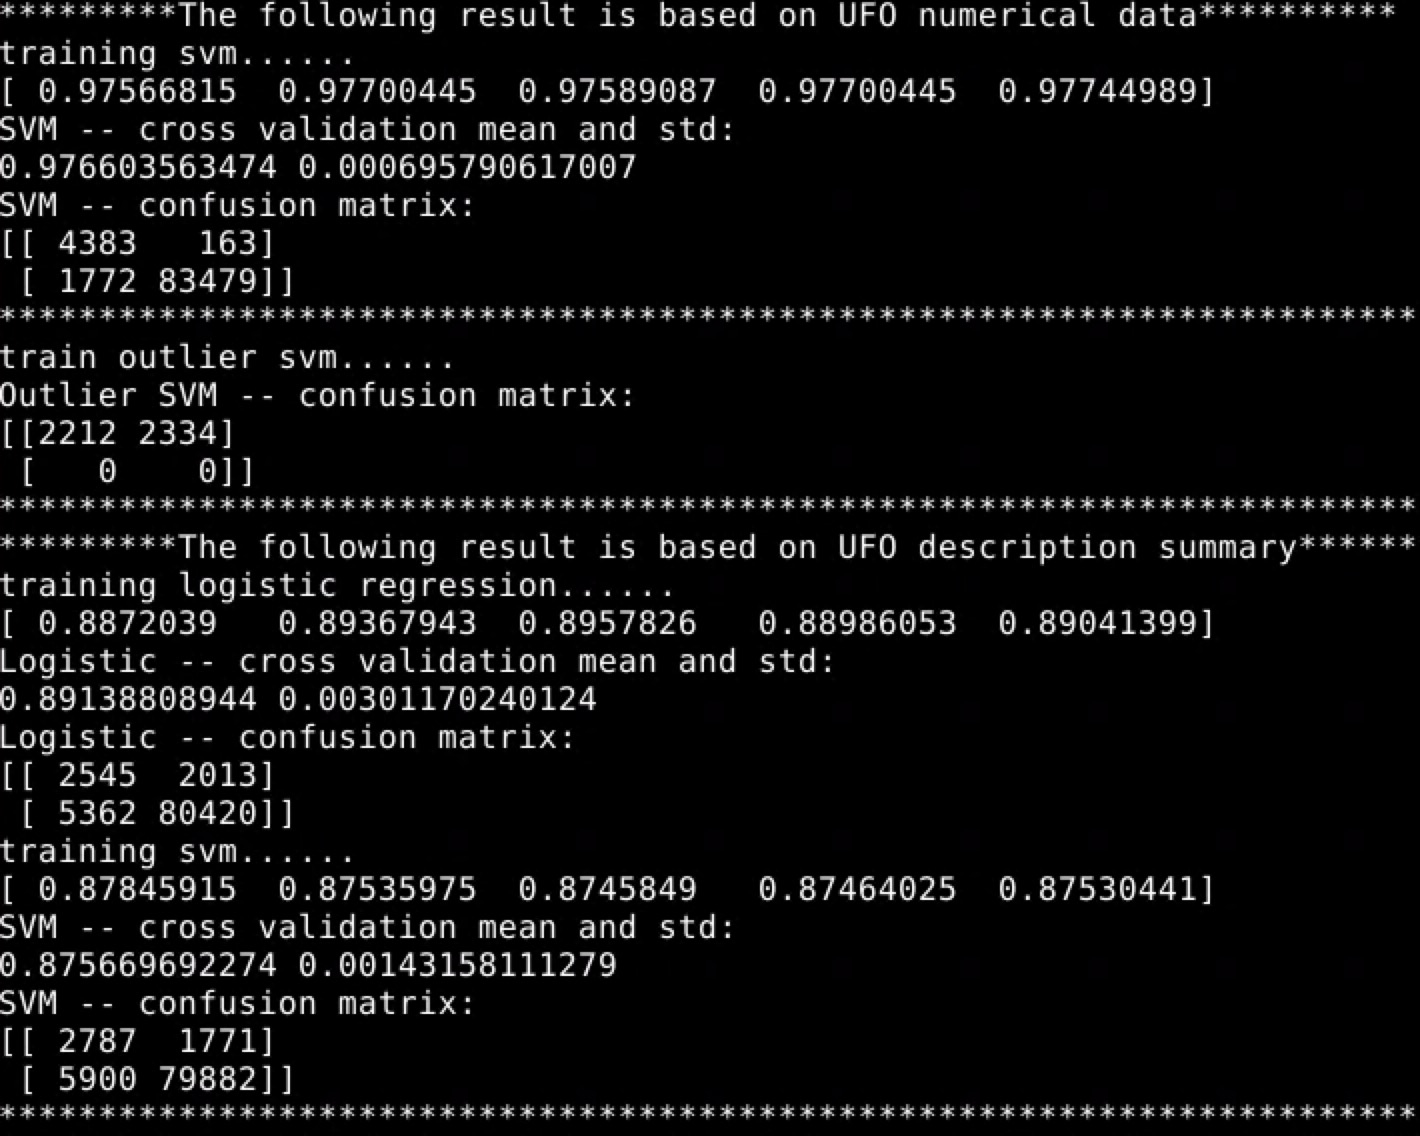 *********The following result is based on UFO numerical data**********
training svm......
[ 0.97566815  0.97700445  0.97589087  0.97700445  0.97744989]
SVM -- cross validation mean and std:
0.976603563474 0.000695790617007
SVM -- confusion matrix:
[[ 4383   163]
 [ 1772 83479]]
***********************************************************************
train outlier svm......
Outlier SVM -- confusion matrix:
[[2212 2334]
 [   0    0]]
***********************************************************************
*********The following result is based on UFO description summary******
training logistic regression......
[ 0.8872039   0.89367943  0.8957826   0.88986053  0.89041399]
Logistic -- cross validation mean and std:
0.89138808944 0.00301170240124
Logistic -- confusion matrix:
[[ 2545  2013]
 [ 5362 80420]]
training svm......
[ 0.87845915  0.87535975  0.8745849   0.87464025  0.87530441]
SVM -- cross validation mean and std:
0.875669692274 0.00143158111279
SVM -- confusion matrix:
[[ 2787  1771]
 [ 5900 79882]]
***********************************************************************